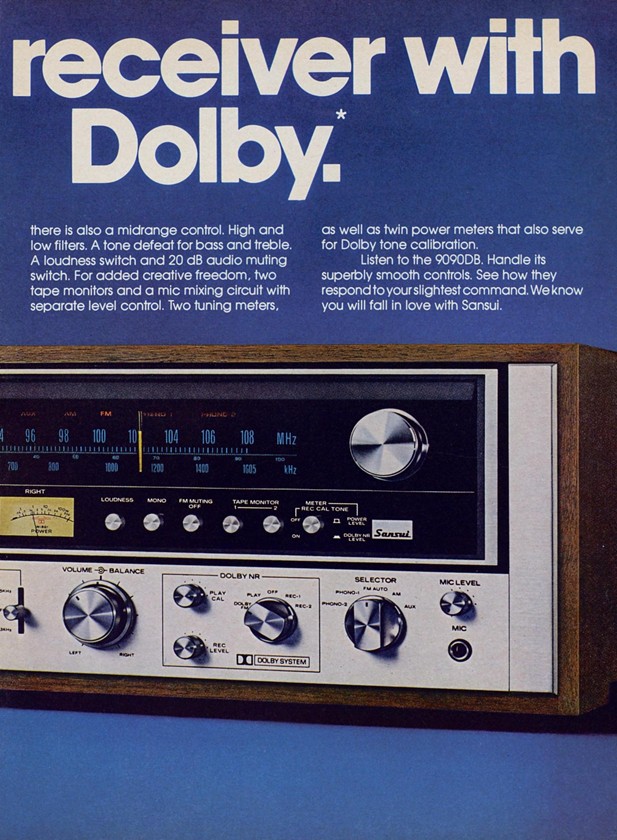 receiver with
Dolby.*
there is also a midrange control. High and
low filters. A tone defeat for bass and treble.
A loudness switch and 20 dB audio muting
switch. For added creative freedom, two
tape monitors and a mic mixing circuit with
separate level control. Two tuning meters,
as well as twin power meters that also serve
for Dolby tone calibration.
Listen to the 9090DB. Handle its
superbly smooth controls. See how they
respond to your slightest command. We know
you will fall in love with Sansui.
AUX AM FM PHONO-2
96 98 100 10 104 106 108 MHz
700 800 1000 1200 1400 1605 kHz
RIGHT
POWER
LOUDNESS MONO FM MUTING
OFF
TAPE MONITOR
1 2
METER
REC CAL TONE
OFF
ON
POWER
LEVEL
DOLBY NR
LEVEL
Sansui
VOLUME BALANCE
LEFT RIGHT
DOLBY NR
PLAY
CAL
REC
LEVEL
DOLBY
FM
PLAY
OFF
REC-1
REC-2
DOLBY SYSTEM
SELECTOR
PHONO-2
PHONO-1
FM AUTO
AM
AUX
MIC LEVEL
MIC